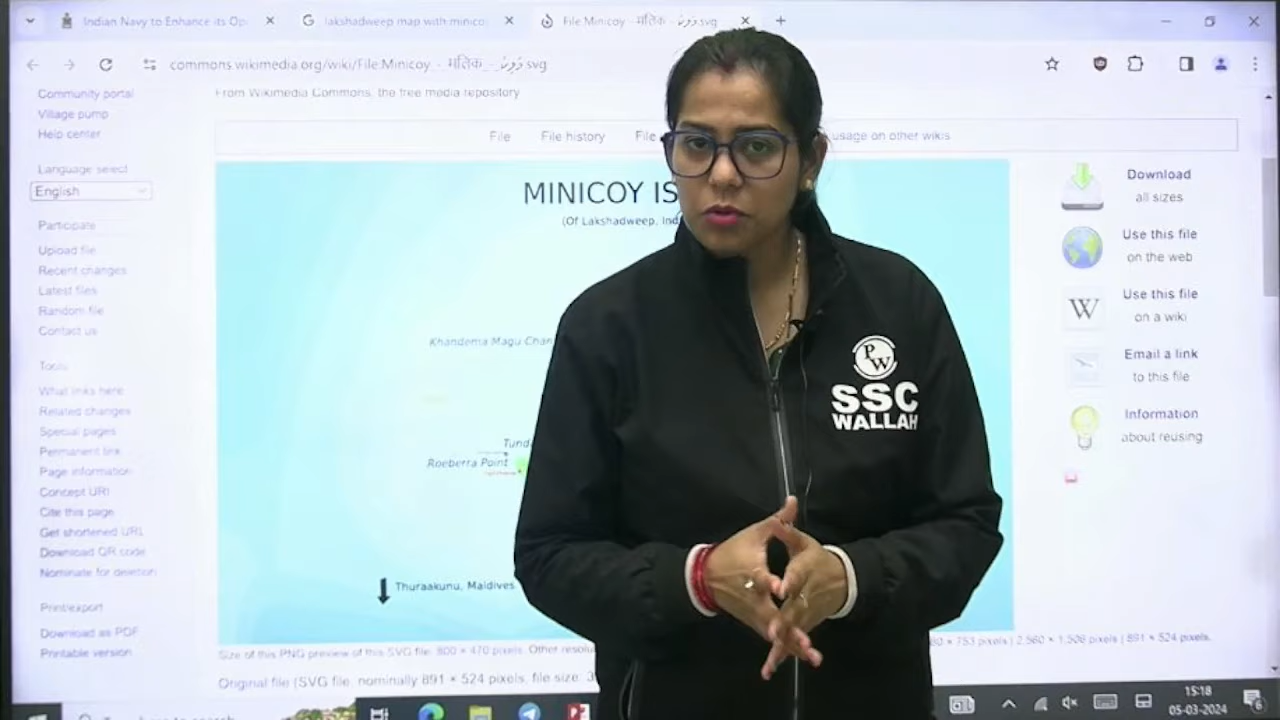 Indian Navy to Enhance its Op
lakshadweep map with minico
File:Minicoy - मलिक -
commons.wikimedia.org/wiki/File:Minicoy_-_मलिक_-_ .svg
Community portal
Village pump
Help center
Language select
English
Participate
Upload file
Recent changes
Latest files
Random file
Contact us
Tools
What links here
Related changes
Special pages
Permanent link
Page information
Concept URI
Cite this page
Get shortened URL
Download QR code
Nominate for deletion
Print/export
Download as PDF
Printable version
From Wikimedia Commons, the free media repository
File
File history
File
usage on other wikis
MINICOY IS
(Of Lakshadweep, Ind
Khandema Magu Chan
Tund
Roeberra Point
Thuraakunu, Maldives
Size of this PNG preview of this SVG file: 800 × 470 pixels. Other resolu
80 × 753 pixels | 2,560 × 1,506 pixels | 891 × 524 pixels.
Original file (SVG file, nominally 891 × 524 pixels, file size: 3
Download
all sizes
Use this file
on the web
W
Use this file
on a wiki
Email a link
to this file
Information
about reusing
PW
SSC
WALLAH
15:18
05-03-2024